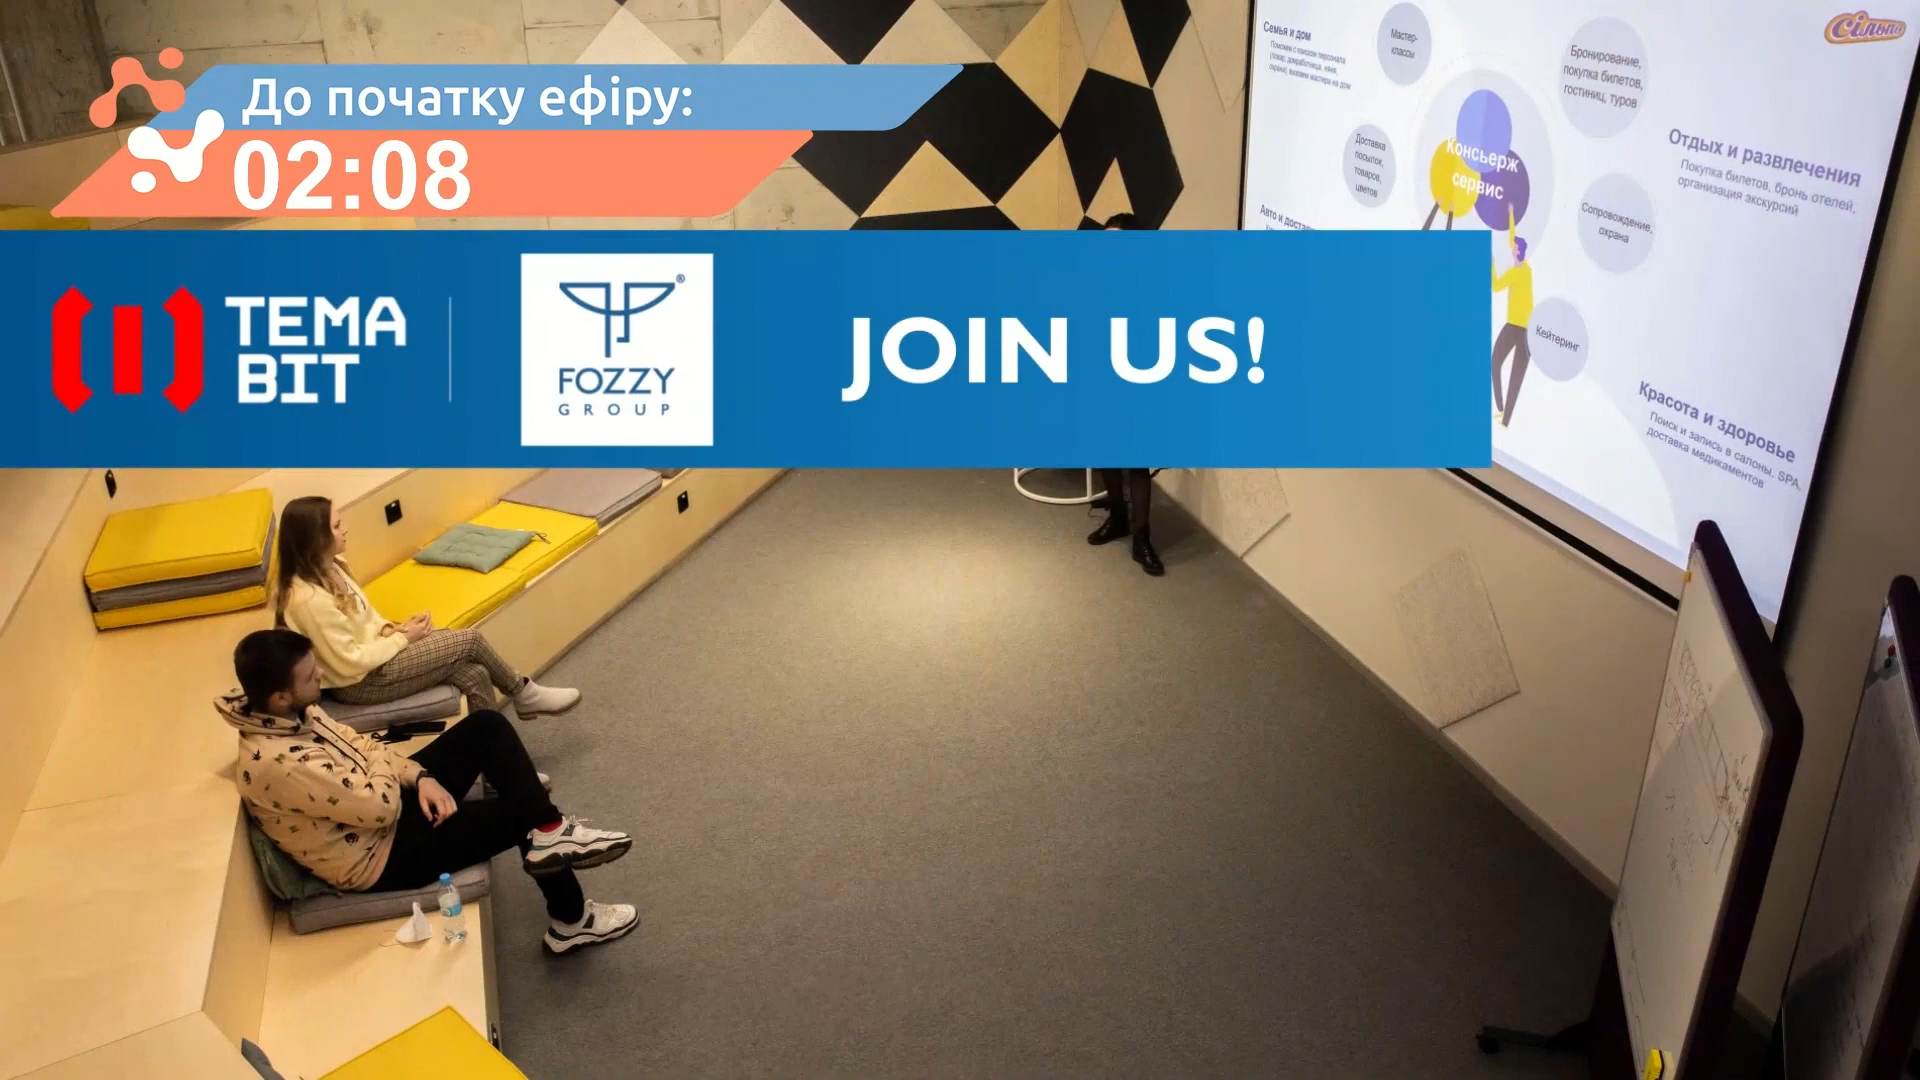 До початку ефіру:
02:08
TEMA
BIT
FOZZY
GROUP
®
JOIN US!
Сільпо
Семья и дом
Мастер-
классы
Бронирование,
покупка билетов,
гостиниц, туров
Доставка
посылок,
товаров,
цветов
Консьерж
сервис
Отдых и развлечения
Покупка билетов, бронь отелей,
организация экскурсий
Сопровождение,
охрана
Кейтеринг
Красота и здоровье
Поиск и запись в салоны, SPA,
доставка медикаментов